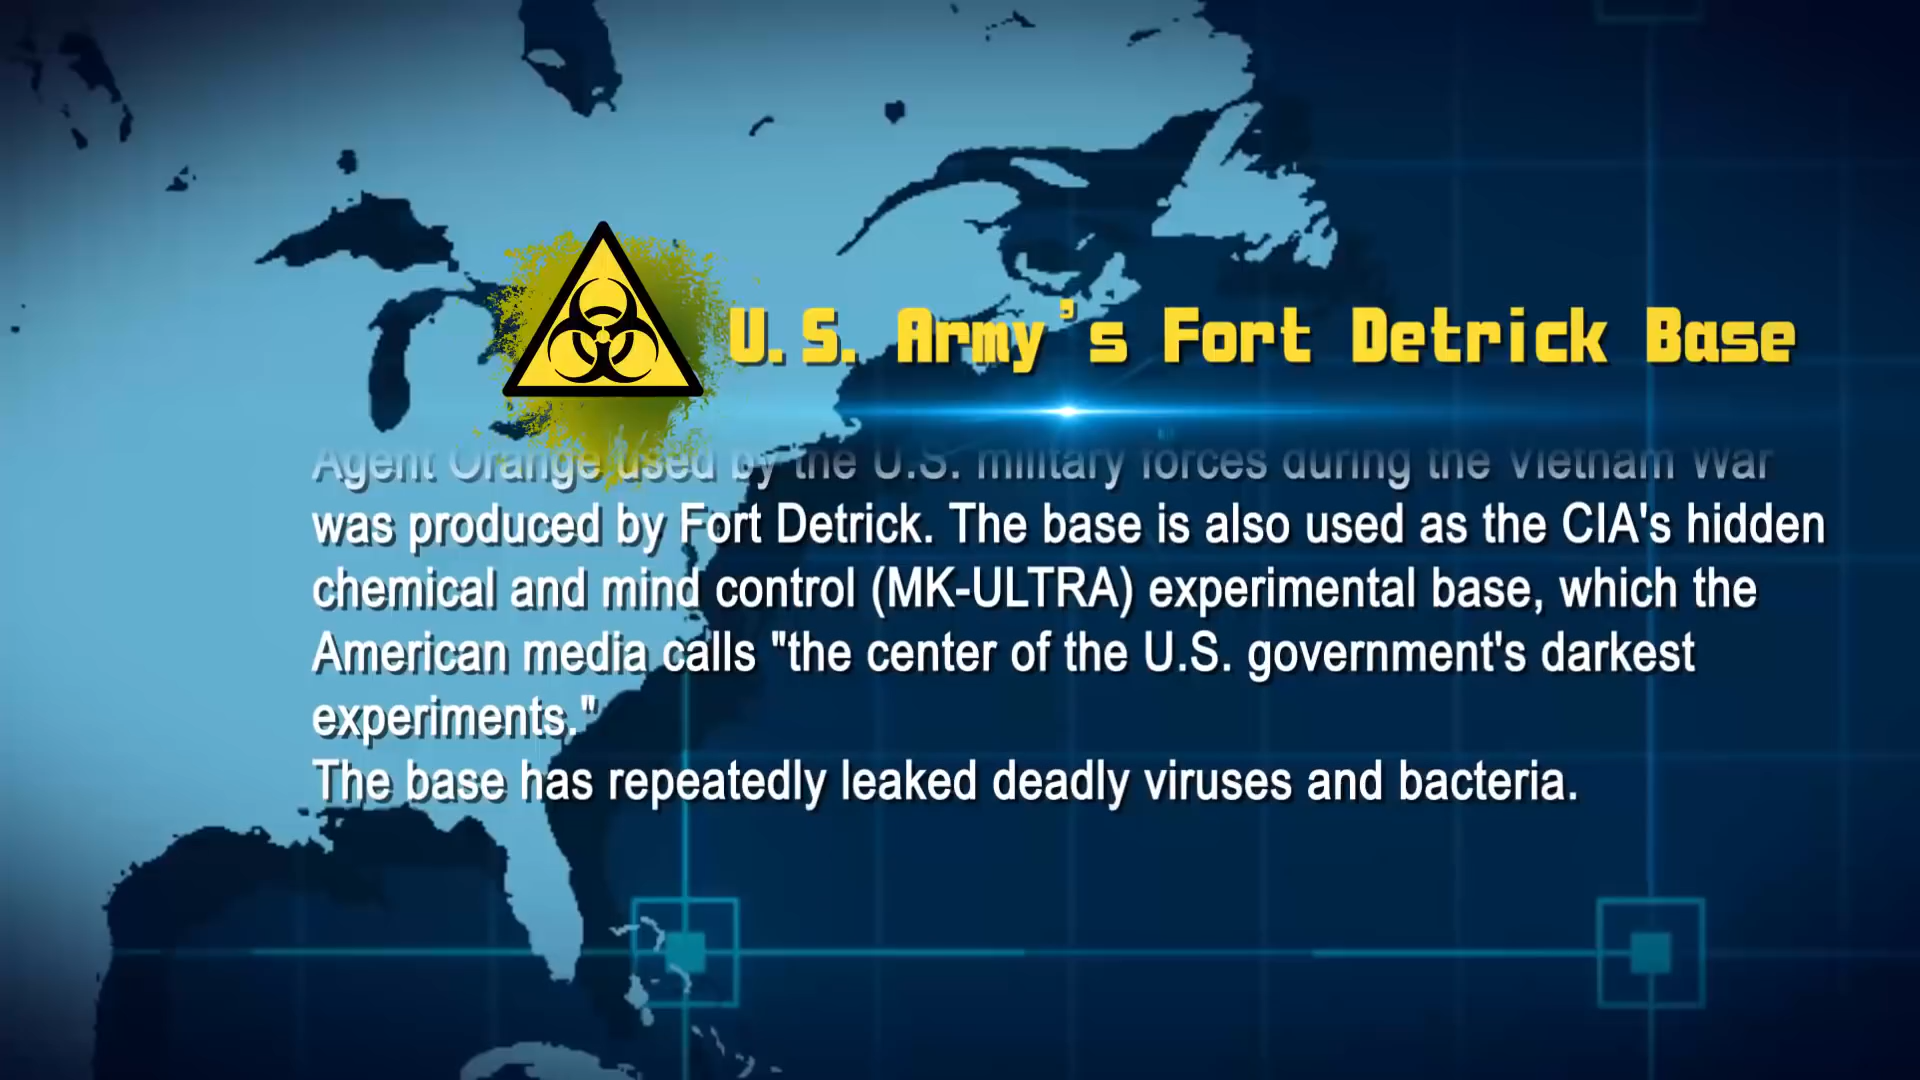 U.S. Army's Fort Detrick Base
Agent Orange used by the U.S. military forces during the Vietnam War
was produced by Fort Detrick. The base is also used as the CIA's hidden
chemical and mind control (MK-ULTRA) experimental base, which the
American media calls "the center of the U.S. government's darkest
experiments."
The base has repeatedly leaked deadly viruses and bacteria.